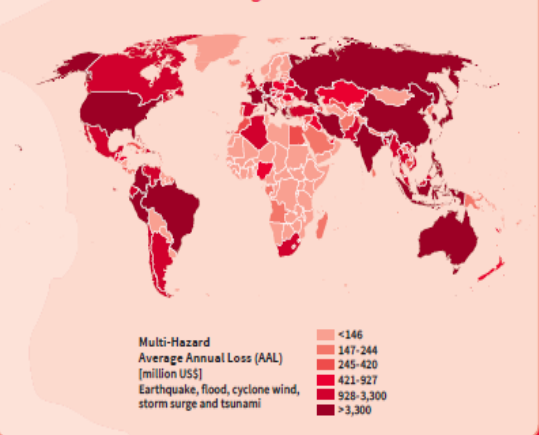 Multi-Hazard
Average Annual Loss (AAL)
[million US$]
Earthquake, flood, cyclone wind,
storm surge and tsunami
<146
147-244
245-420
421-927
928-3,300
>3,300